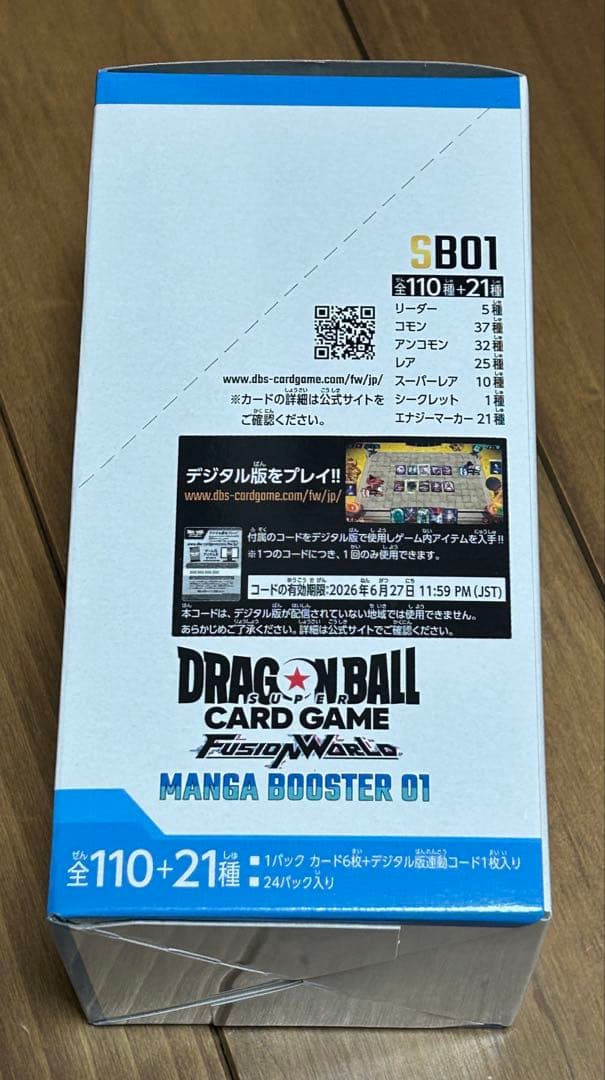 SB01
全110種+21種
リーダー 5種
コモン 37種
アンコモン 32種
レア 25種
スーパーレア 10種
シークレット 1種
エナジーマーカー 21種
www.dbs-cardgame.com/fw/jp/
※カードの詳細は公式サイトを
ご確認ください。
デジタル版をプレイ!!
www.dbs-cardgame.com/fw/jp/
付属のコードをデジタル版で使用しゲーム内アイテムを入手!!
※1つのコードにつき、1回のみ使用できます。
コードの有効期限:2026年6月27日 11:59 PM (JST)
本コードは、デジタル版が配信されていない地域では使用できません。
あらかじめご了承ください。詳細は公式サイトでご確認ください。
DRAGON BALL
SUPER
CARD GAME
FUSION WORLD
MANGA BOOSTER 01
全110+21種
■ 1パック カード6枚+デジタル版連動コード1枚入り
■ 24パック入り